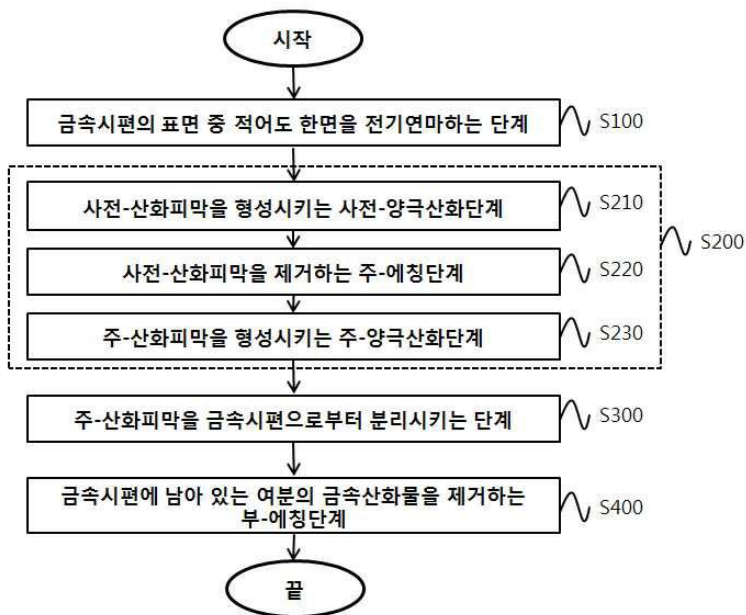 시작
금속시편의 표면 중 적어도 한면을 전기연마하는 단계
S100
사전-산화피막을 형성시키는 사전-양극산화단계
S210
S200
사전-산화피막을 제거하는 주-에칭단계
S220
주-산화피막을 형성시키는 주-양극산화단계
S230
주-산화피막을 금속시편으로부터 분리시키는 단계
S300
금속시편에 남아 있는 여분의 금속산화물을 제거하는
부-에칭단계
S400
끝